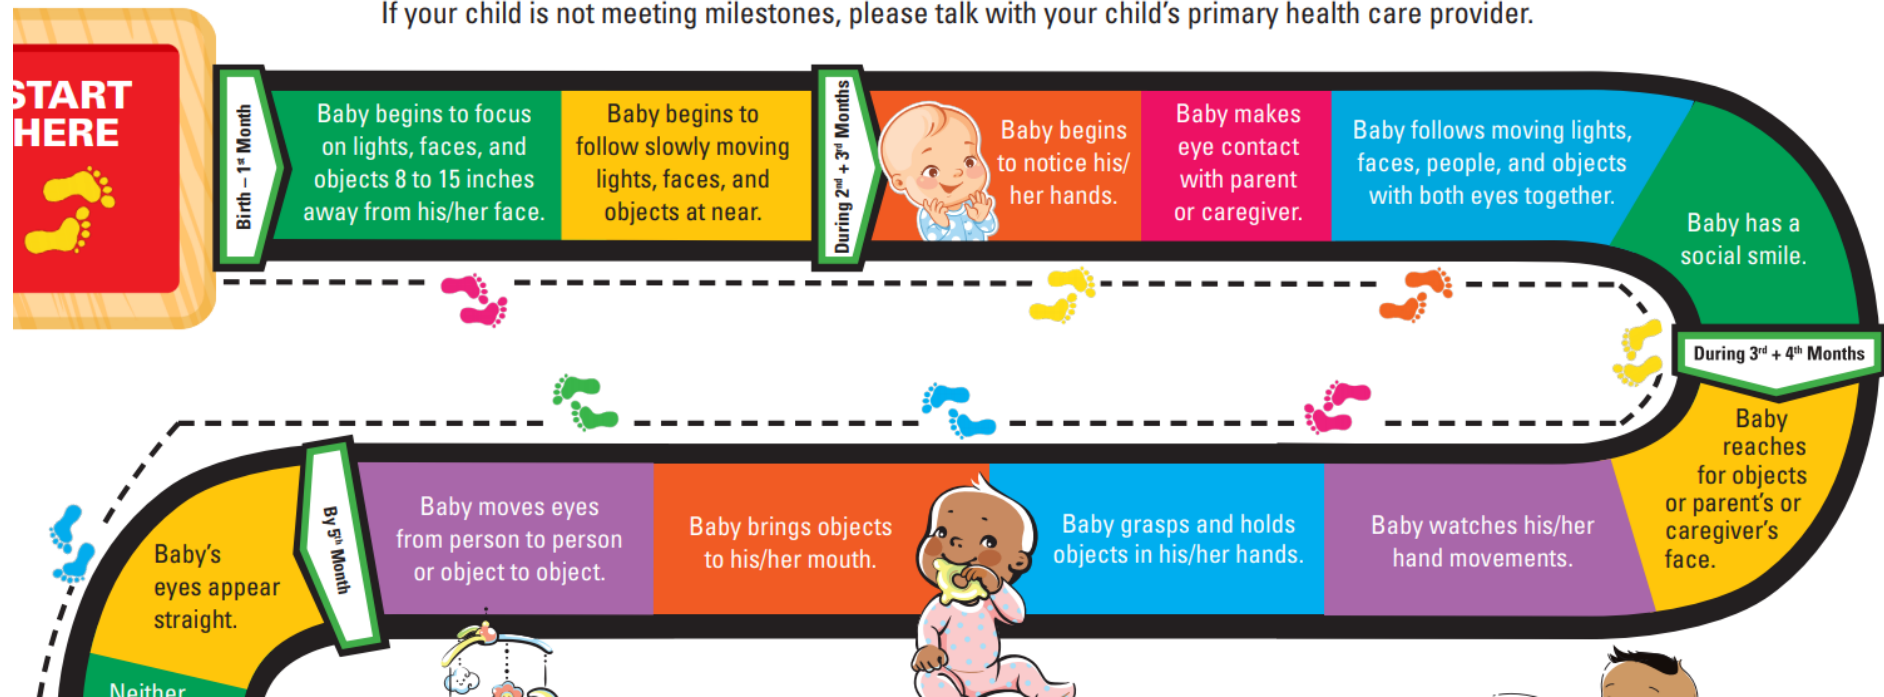 If your child is not meeting milestones, please talk with your child's primary health care provider.
START
HERE
Birth – 1st Month
Baby begins to focus
on lights, faces, and
objects 8 to 15 inches
away from his/her face.
Baby begins to
follow slowly moving
lights, faces, and
objects at near.
During 2nd + 3rd Months
Baby begins
to notice his/
her hands.
Baby makes
eye contact
with parent
or caregiver.
Baby follows moving lights,
faces, people, and objects
with both eyes together.
Baby has a
social smile.
During 3rd + 4th Months
Baby
reaches
for objects
or parent's or
caregiver's
face.
Baby watches his/her
hand movements.
Baby grasps and holds
objects in his/her hands.
Baby brings objects
to his/her mouth.
Baby moves eyes
from person to person
or object to object.
By 5th Month
Baby's
eyes appear
straight.
Neither